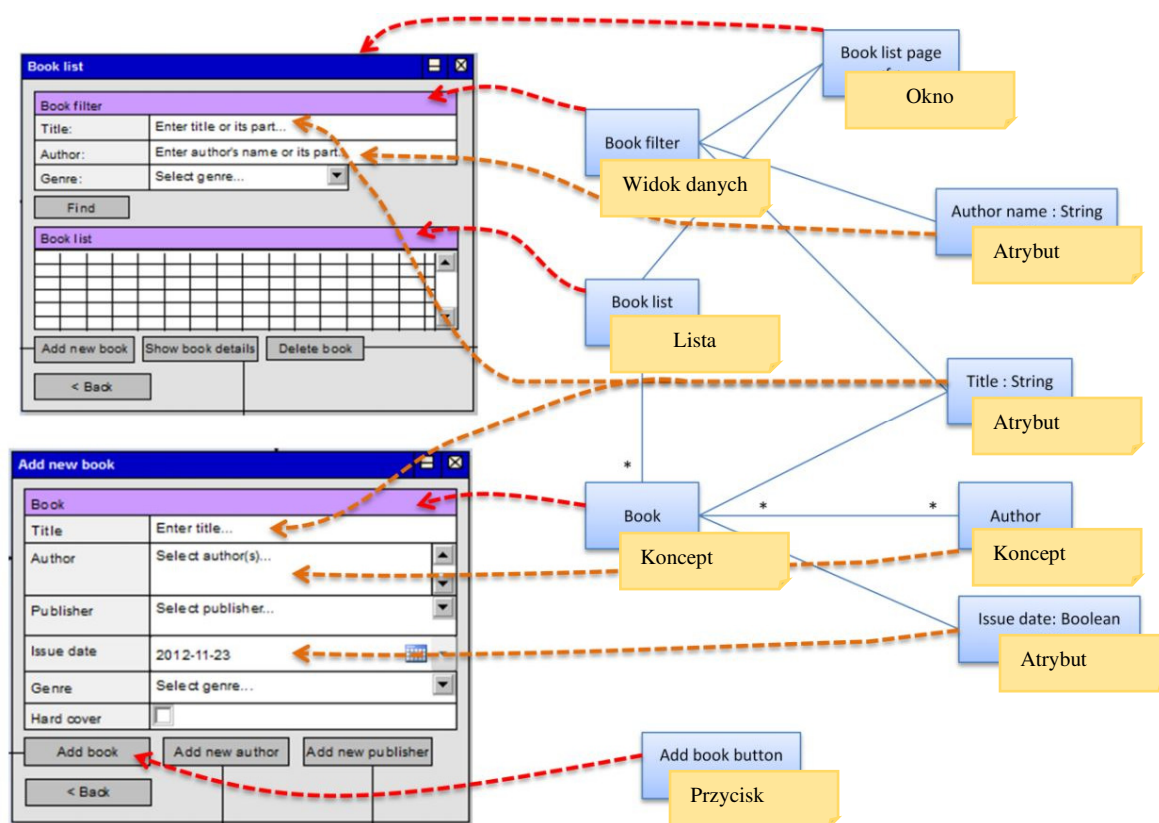 Book list
Book filter
Title: Enter title or its part...
Author: Enter author's name or its part.
Genre: Select genre...
Find
Book list
Add new book Show book details Delete book
< Back
Add new book
Book
Title Enter title...
Author Select author(s)...
Publisher Select publisher...
Issue date 2012-11-23
Genre Select genre...
Hard cover
Add book Add new author Add new publisher
< Back
Book list page
Okno
Book filter
Widok danych
Author name : String
Atrybut
Book list
Lista
Title : String
Atrybut
*
Book
Koncept
* *
Author
Koncept
Issue date: Boolean
Atrybut
Add book button
Przycisk